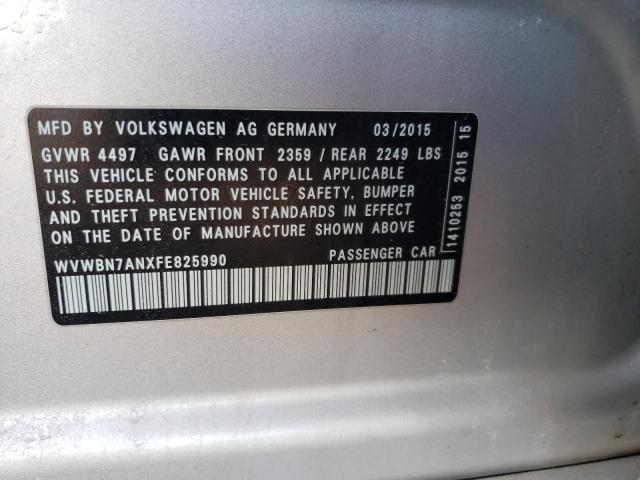 MFD BY VOLKSWAGEN AG GERMANY 03/2015
GVWR 4497 GAWR FRONT 2359 / REAR 2249 LBS
THIS VEHICLE CONFORMS TO ALL APPLICABLE
U.S. FEDERAL MOTOR VEHICLE SAFETY, BUMPER
AND THEFT PREVENTION STANDARDS IN EFFECT
ON THE DATE OF MANUFACTURE SHOWN ABOVE
WVWBN7ANXFE825990 PASSENGER CAR
1410253 2015 15